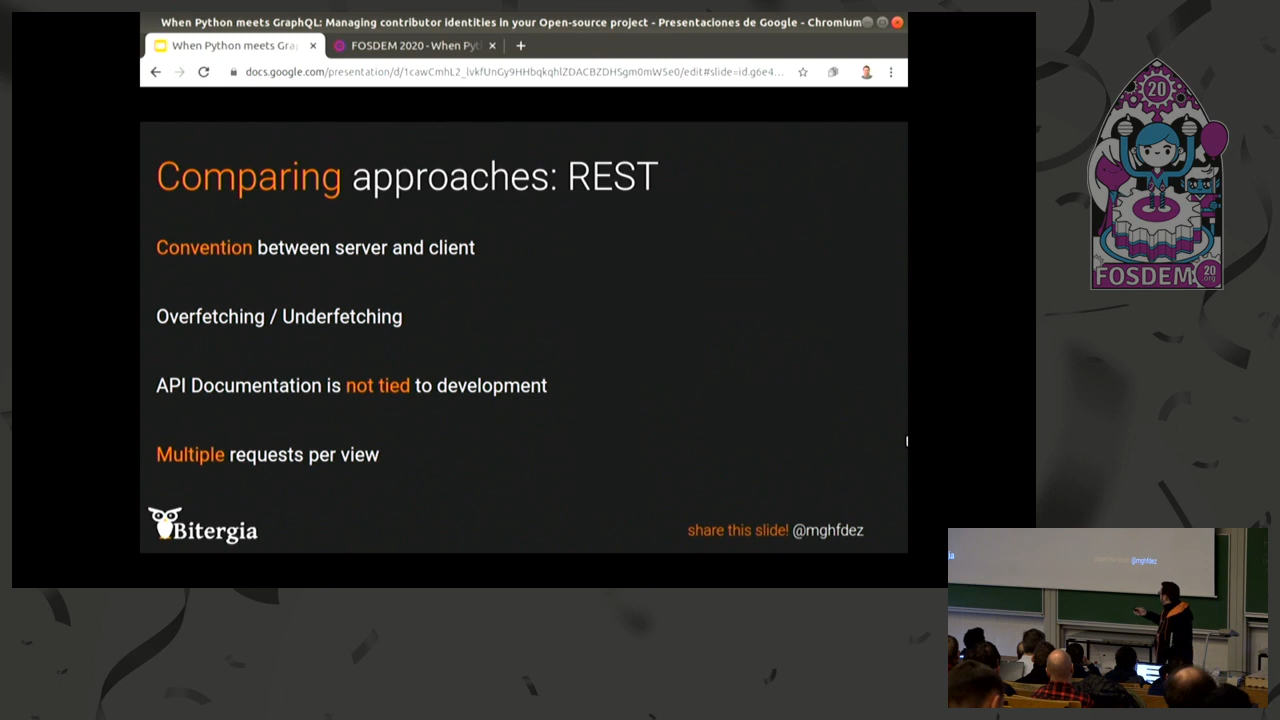 When Python meets GraphQL: Managing contributor identities in your Open-source project - Presentaciones de Google - Chromium
When Python meets Gra
FOSDEM 2020 - When Pyt
docs.google.com/presentation/d/1cawCmhL2_lvkfUnGy9HHbqkqhlZDACBZDHSgm0mW5e0/edit#slide=id.g6e4...
20
Comparing approaches: REST
Convention between server and client
FOSDEM 20
.org
Overfetching / Underfetching
API Documentation is not tied to development
Multiple requests per view
Bitergia
share this slide! @mghfdez
ia
@mghfdez